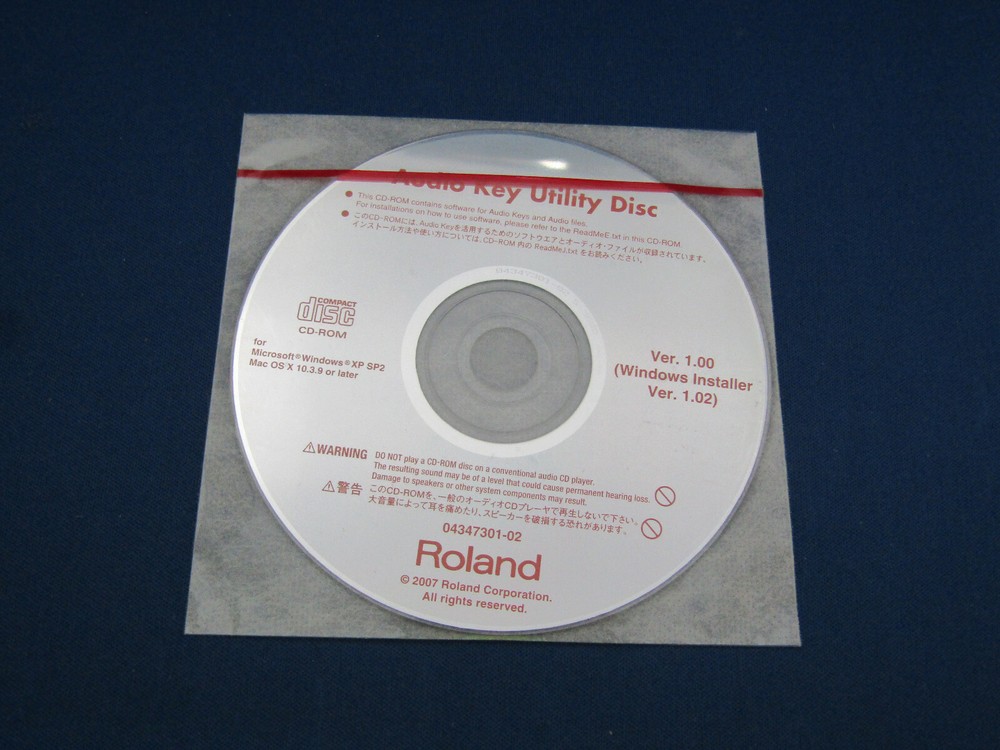 Audio Key Utility Disc
● This CD-ROM contains software for Audio Keys and Audio files.
For Installations on how to use software, please refer to the ReadMeE.txt in this CD-ROM.
● このCD-ROMには、Audio Keyを活用するためのソフトウエアとオーディオ・ファイルが収録されています。
インストール方法や使い方については、CD-ROM 内の ReadMeJ.txt をお読みください。
COMPACT
disc
CD-ROM
for
Microsoft® Windows® XP SP2
Mac OS X 10.3.9 or later
Ver. 1.00
(Windows Installer
Ver. 1.02)
⚠WARNING
DO NOT play a CD-ROM disc on a conventional audio CD player.
The resulting sound may be of a level that could cause permanent hearing loss.
Damage to speakers or other system components may result.
⚠警告
このCD-ROMを、一般のオーディオCDプレーヤで再生しないで下さい。
大音量によって耳を痛めたり、スピーカーを破損する恐れがあります。
04347301-02
Roland
© 2007 Roland Corporation.
All rights reserved.